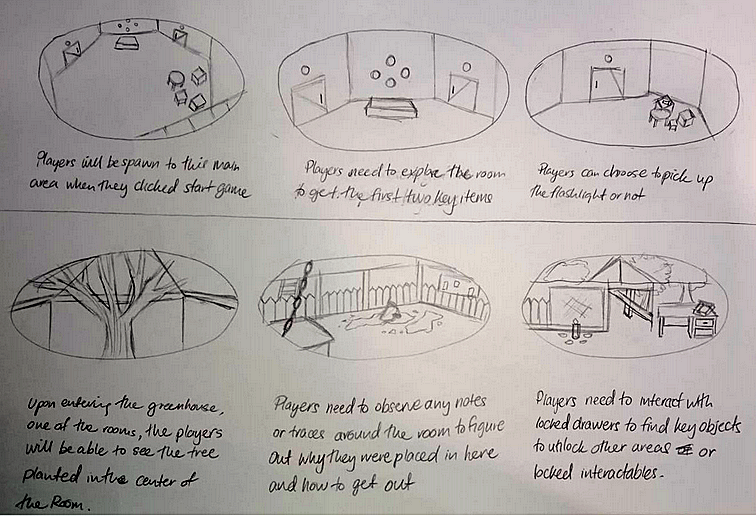 Players will be spawn to this main
area when they clicked start game
Players need to explore the room
to get the first two key items
Players can choose to pick up
the flashlight or not
Upon entering the greenhouse,
one of the rooms, the players
will be able to see the tree
planted in the center of
the Room.
Players need to observe any notes
or traces around the room to figure
out why they were placed in here
and how to get out
Players need to interact with
locked drawers to find key objects
to unlock other areas or
locked interactables.